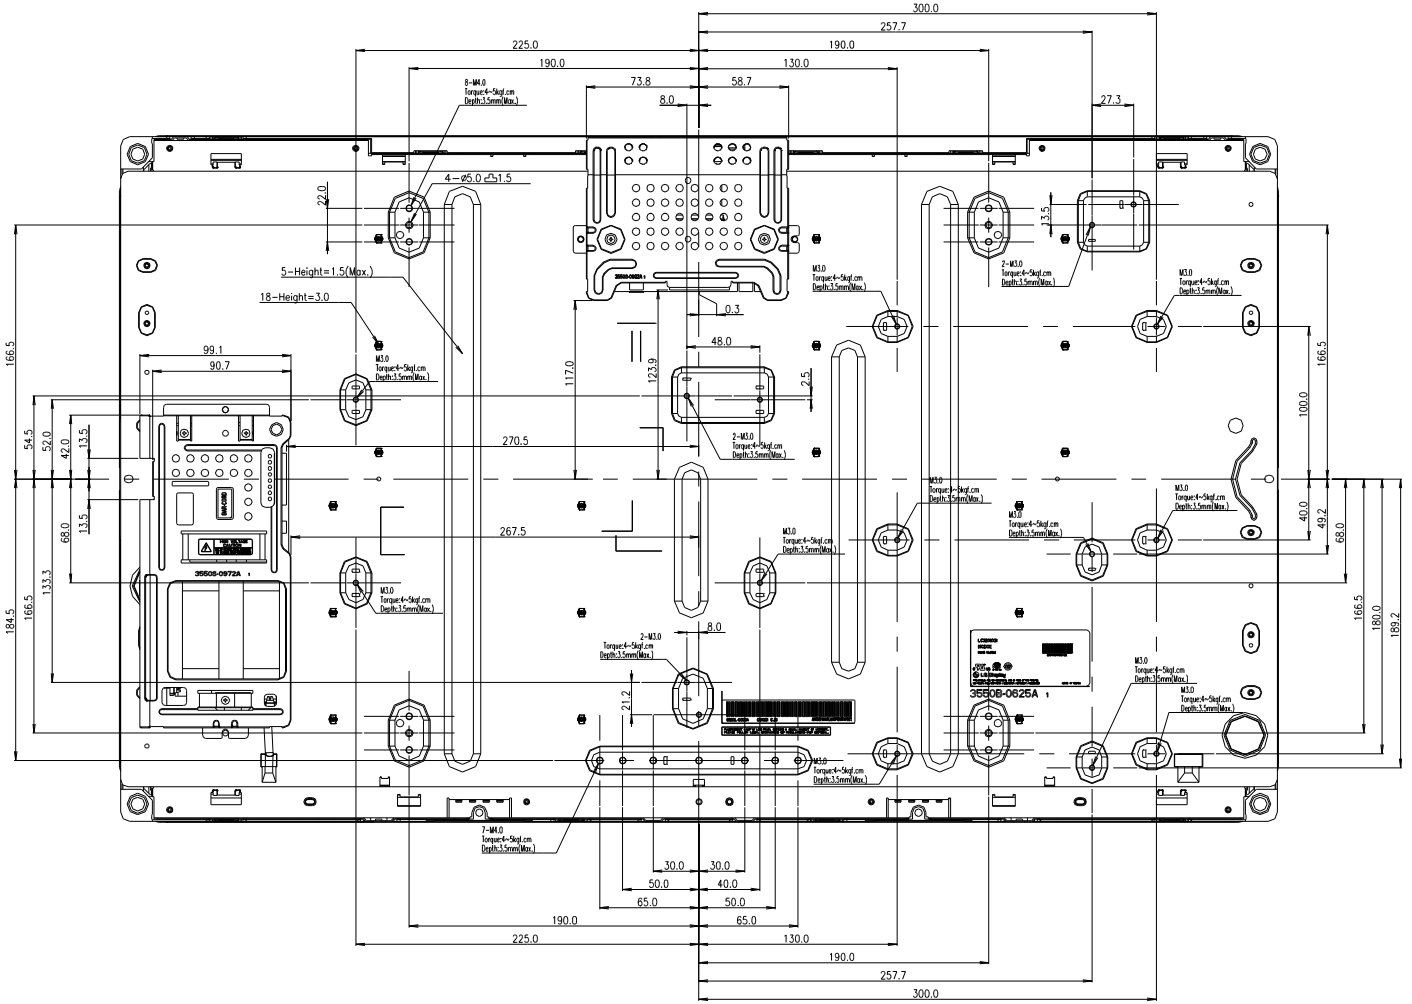 300.0
257.7
225.0
190.0
190.0
130.0
73.8
58.7
8.0
27.3
8-M4.0
Torque:4~5kgf.cm
Depth:3.5mm(Max.)
4-ø5.0 1.5
22.0
13.5
5-Height=1.5(Max.)
18-Height=3.0
M3.0
Torque:4~5kgf.cm
Depth:3.5mm(Max.)
2-M3.0
Torque:4~5kgf.cm
Depth:3.5mm(Max.)
M3.0
Torque:4~5kgf.cm
Depth:3.5mm(Max.)
0.3
166.5
99.1
90.7
M3.0
Torque:4~5kgf.cm
Depth:3.5mm(Max.)
117.0
123.9
48.0
2.5
166.5
100.0
54.5
52.0
42.0
13.5
270.5
2-M3.0
Torque:4~5kgf.cm
Depth:3.5mm(Max.)
M3.0
Torque:4~5kgf.cm
Depth:3.5mm(Max.)
M3.0
Torque:4~5kgf.cm
Depth:3.5mm(Max.)
M3.0
Torque:4~5kgf.cm
Depth:3.5mm(Max.)
40.0
49.2
68.0
13.5
68.0
133.3
166.5
184.5
267.5
M3.0
Torque:4~5kgf.cm
Depth:3.5mm(Max.)
HIGH VOLTAGE
3550S-0972A 1
M3.0
Torque:4~5kgf.cm
Depth:3.5mm(Max.)
166.5
180.0
189.2
2-M3.0
Torque:4~5kgf.cm
Depth:3.5mm(Max.)
8.0
21.2
LG Display
3550B-0625A 1
M3.0
Torque:4~5kgf.cm
Depth:3.5mm(Max.)
M3.0
Torque:4~5kgf.cm
Depth:3.5mm(Max.)
M3.0
Torque:4~5kgf.cm
Depth:3.5mm(Max.)
7-M4.0
Torque:4~5kgf.cm
Depth:3.5mm(Max.)
30.0
30.0
50.0
40.0
65.0
50.0
190.0
65.0
225.0
130.0
190.0
257.7
300.0